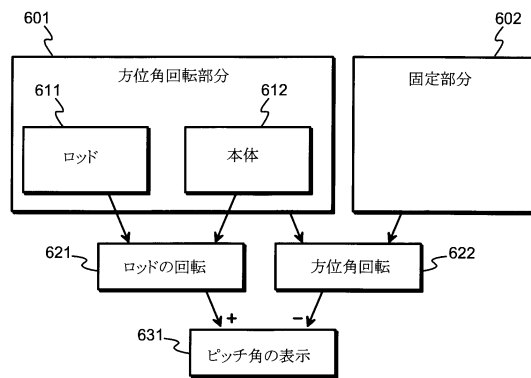 601
602
方位角回転部分
固定部分
611
612
ロッド
本体
621
ロッドの回転
方位角回転
622
+
−
631
ピッチ角の表示